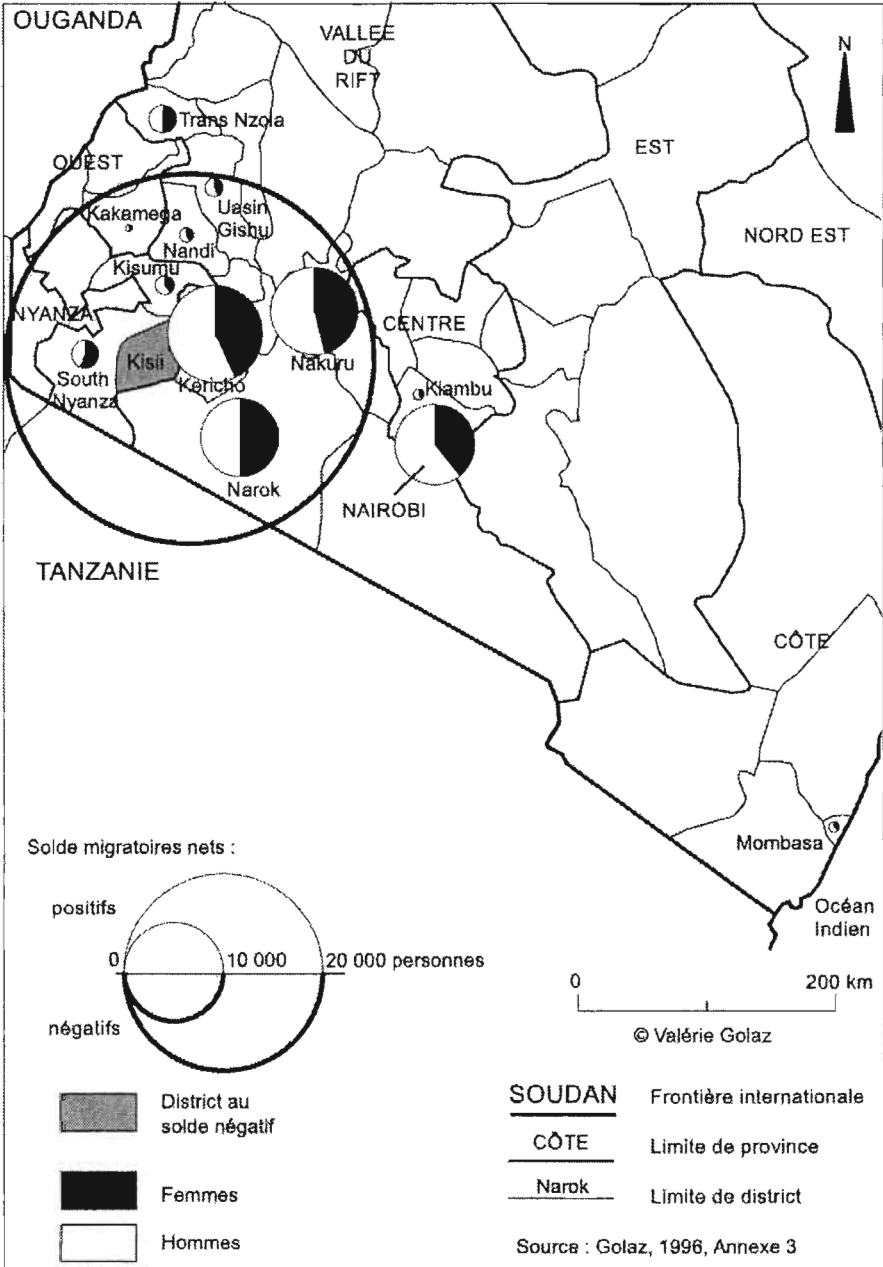 OUGANDA
VALLEE
DU
RIFT
N
Trans Nzola
OUEST
EST
Kakamega
Uasin
Gishu
Nandi
NORD EST
Kisumu
NYANZA
CENTRE
Kisii
Nakuru
South
Nyanza
Kericho
Kiambu
Narok
NAIROBI
TANZANIE
CÔTE
Mombasa
Océan
Indien
Solde migratoires nets :
positifs
0 10 000 20 000 personnes
négatifs
0 200 km
© Valérie Golaz
District au
solde négatif
Femmes
Hommes
SOUDAN Frontière internationale
CÔTE Limite de province
Narok Limite de district
Source : Golaz, 1996, Annexe 3